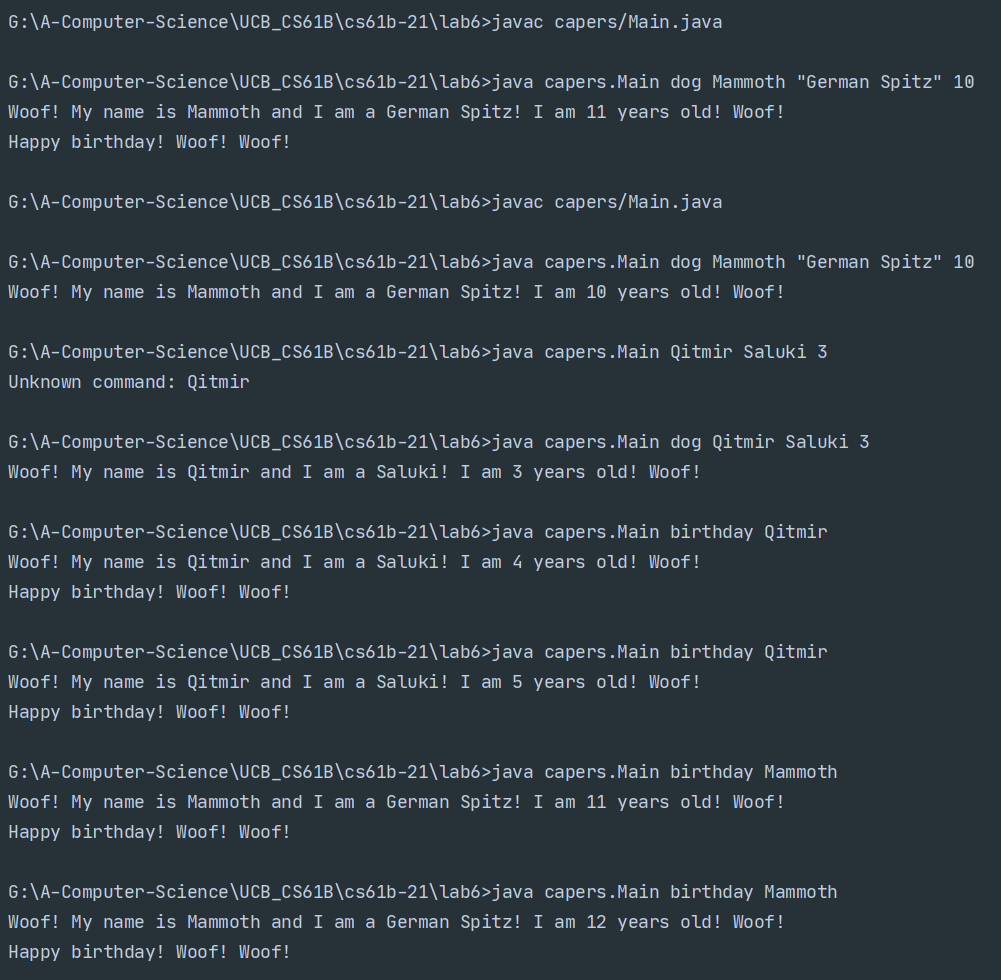 G:\A-Computer-Science\UCB_CS61B\cs61b-21\lab6>javac capers/Main.java
G:\A-Computer-Science\UCB_CS61B\cs61b-21\lab6>java capers.Main dog Mammoth "German Spitz" 10
Woof! My name is Mammoth and I am a German Spitz! I am 11 years old! Woof!
Happy birthday! Woof! Woof!
G:\A-Computer-Science\UCB_CS61B\cs61b-21\lab6>javac capers/Main.java
G:\A-Computer-Science\UCB_CS61B\cs61b-21\lab6>java capers.Main dog Mammoth "German Spitz" 10
Woof! My name is Mammoth and I am a German Spitz! I am 10 years old! Woof!
G:\A-Computer-Science\UCB_CS61B\cs61b-21\lab6>java capers.Main Qitmir Saluki 3
Unknown command: Qitmir
G:\A-Computer-Science\UCB_CS61B\cs61b-21\lab6>java capers.Main dog Qitmir Saluki 3
Woof! My name is Qitmir and I am a Saluki! I am 3 years old! Woof!
G:\A-Computer-Science\UCB_CS61B\cs61b-21\lab6>java capers.Main birthday Qitmir
Woof! My name is Qitmir and I am a Saluki! I am 4 years old! Woof!
Happy birthday! Woof! Woof!
G:\A-Computer-Science\UCB_CS61B\cs61b-21\lab6>java capers.Main birthday Qitmir
Woof! My name is Qitmir and I am a Saluki! I am 5 years old! Woof!
Happy birthday! Woof! Woof!
G:\A-Computer-Science\UCB_CS61B\cs61b-21\lab6>java capers.Main birthday Mammoth
Woof! My name is Mammoth and I am a German Spitz! I am 11 years old! Woof!
Happy birthday! Woof! Woof!
G:\A-Computer-Science\UCB_CS61B\cs61b-21\lab6>java capers.Main birthday Mammoth
Woof! My name is Mammoth and I am a German Spitz! I am 12 years old! Woof!
Happy birthday! Woof! Woof!